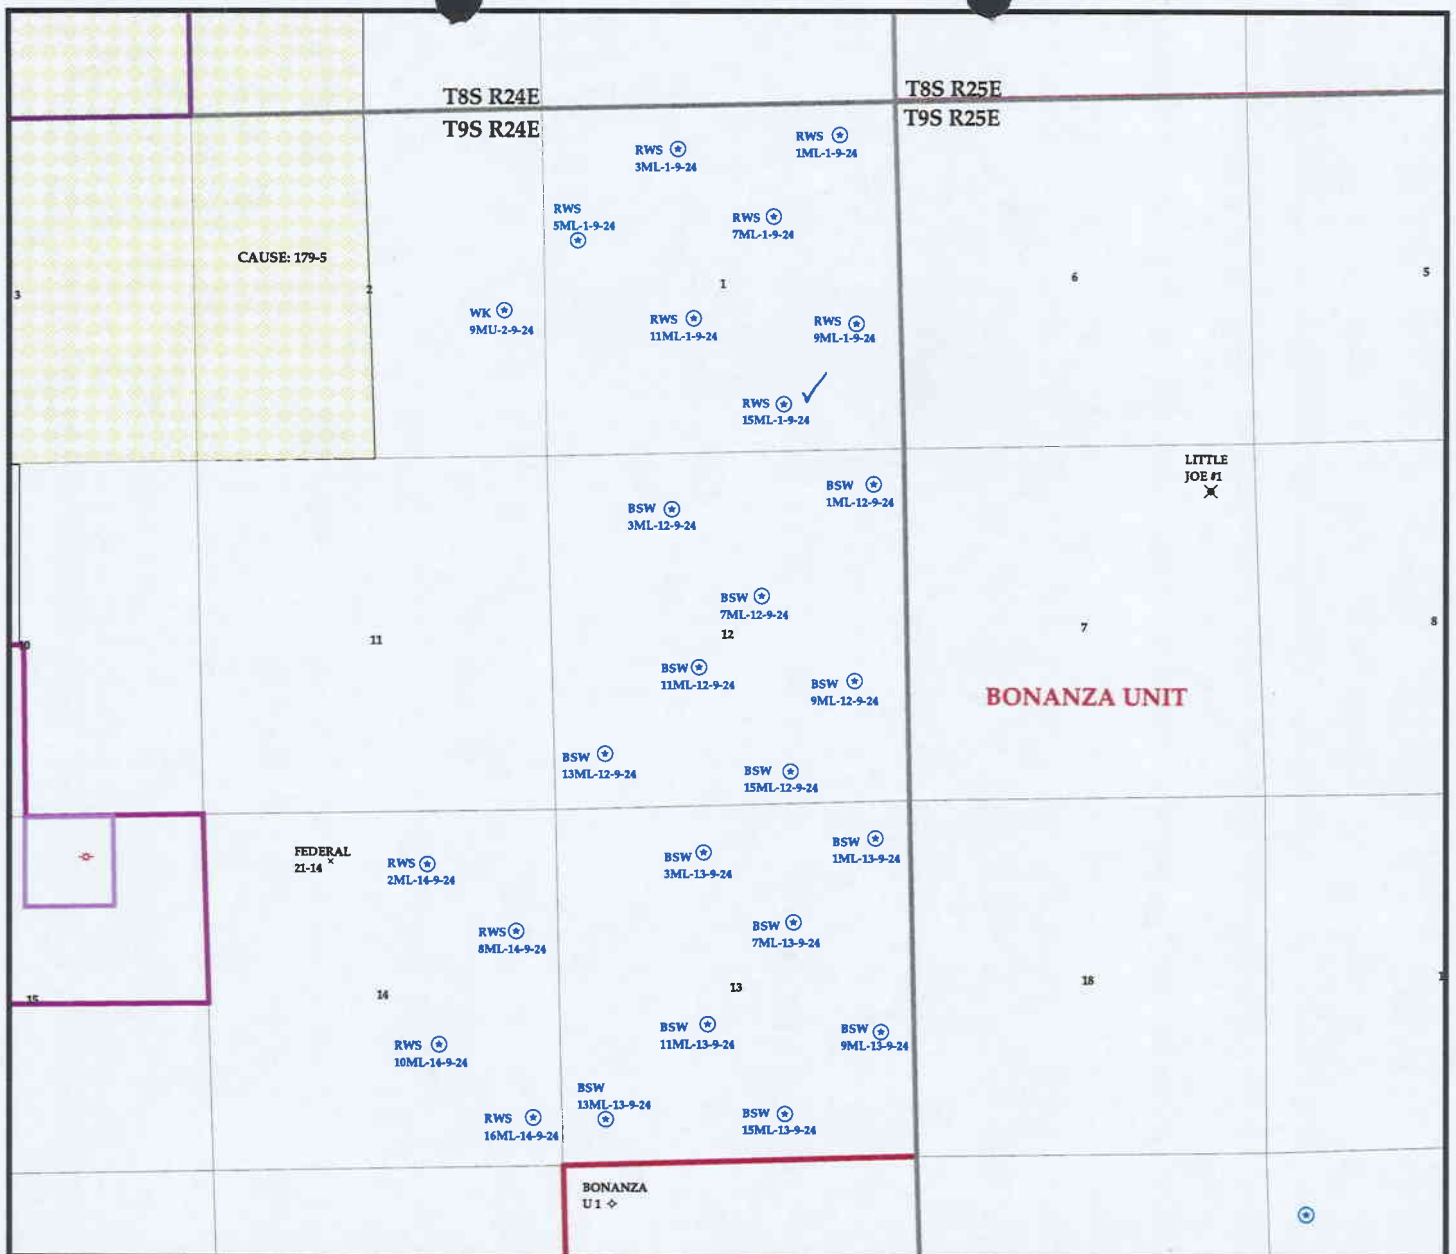 T8S R24E
T8S R25E
T9S R24E
T9S R25E
RWS
3ML-1-9-24
RWS
1ML-1-9-24
RWS
5ML-1-9-24
RWS
7ML-1-9-24
CAUSE: 179-5
3
2
1
6
5
WK
9MU-2-9-24
RWS
11ML-1-9-24
RWS
9ML-1-9-24
RWS
15ML-1-9-24
LITTLE
JOE #1
BSW
1ML-12-9-24
BSW
3ML-12-9-24
BSW
7ML-12-9-24
11
12
7
8
BSW
11ML-12-9-24
BSW
9ML-12-9-24
BONANZA UNIT
BSW
13ML-12-9-24
BSW
15ML-12-9-24
FEDERAL
21-14
RWS
2ML-14-9-24
BSW
3ML-13-9-24
BSW
1ML-13-9-24
RWS
8ML-14-9-24
BSW
7ML-13-9-24
15
14
13
18
BSW
11ML-13-9-24
BSW
9ML-13-9-24
RWS
10ML-14-9-24
BSW
13ML-13-9-24
RWS
16ML-14-9-24
BSW
15ML-13-9-24
BONANZA
U 1